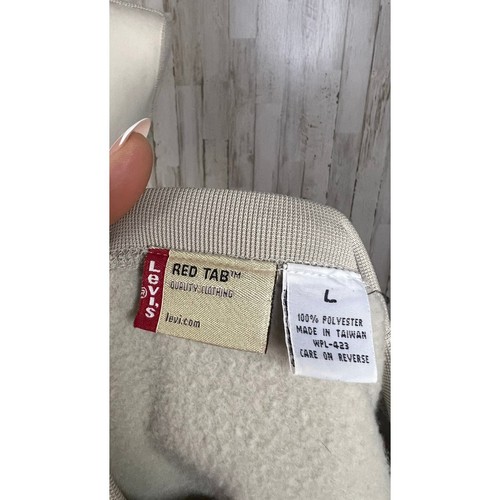 Levi's
®
RED TAB™
QUALITY CLOTHING
levi.com
L
100% POLYESTER
MADE IN TAIWAN
WPL-423
CARE ON REVERSE